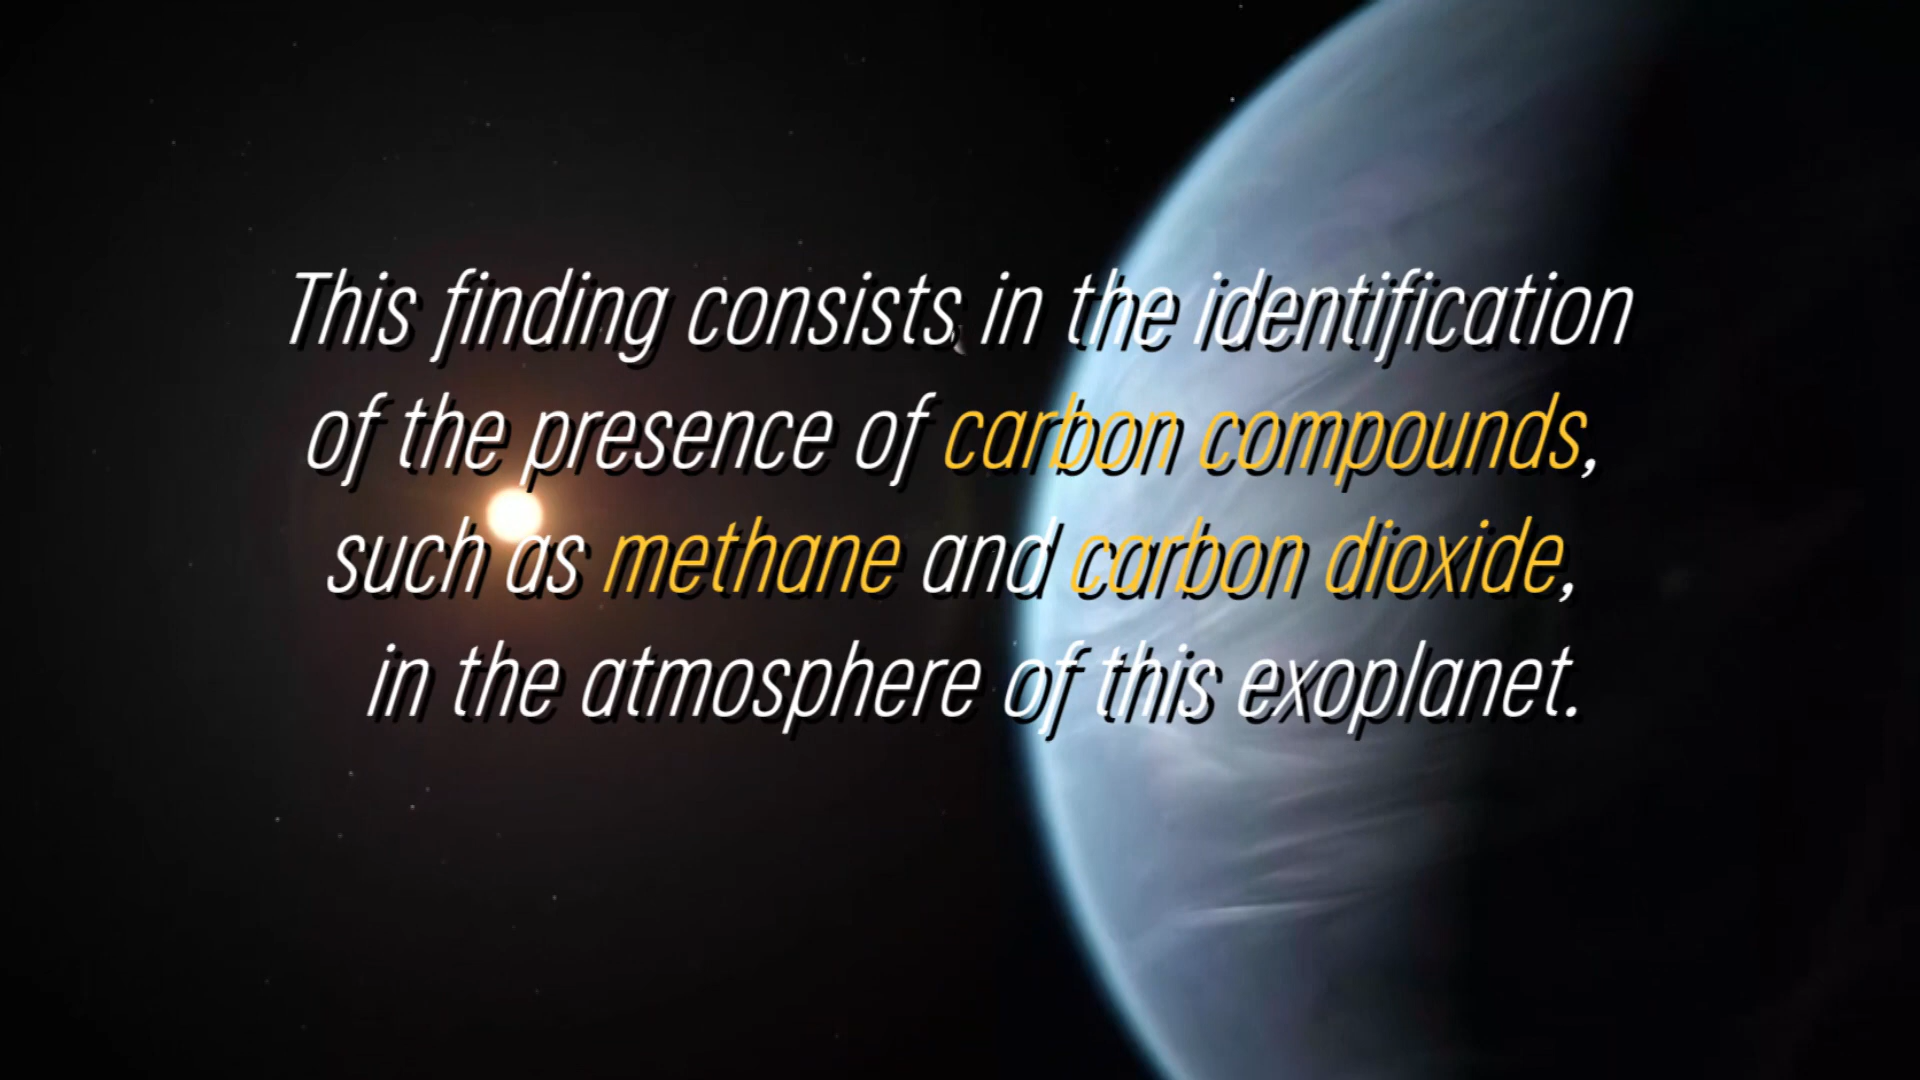 This finding consists in the identification
of the presence of carbon compounds,
such as methane and carbon dioxide,
in the atmosphere of this exoplanet.